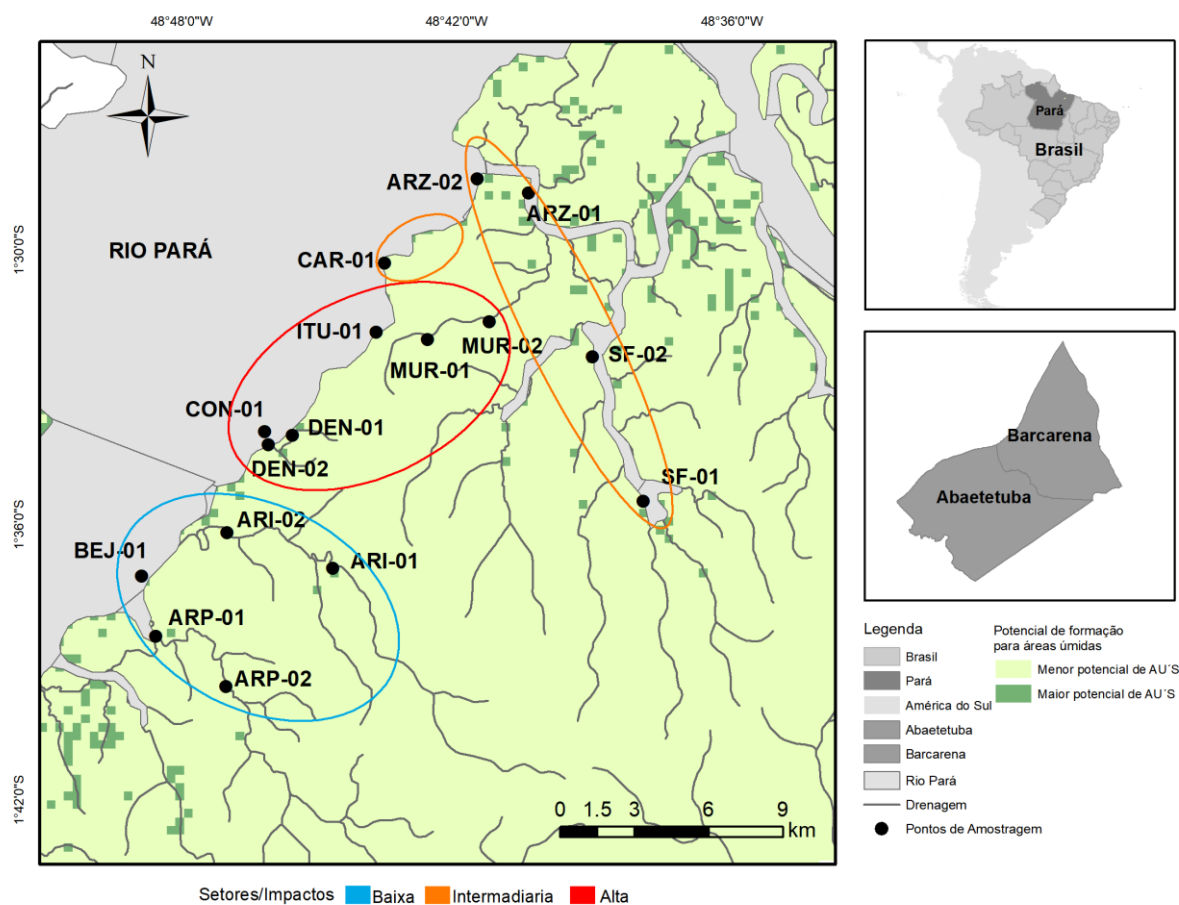 48°48'0"W 48°42'0"W 48°36'0"W
N
ARZ-02
ARZ-01
1°30'0"S
RIO PARÁ
CAR-01
ITU-01
MUR-02
MUR-01
SF-02
CON-01
DEN-01
DEN-02
SF-01
1°36'0"S
ARI-02
BEJ-01
ARI-01
ARP-01
ARP-02
1°42'0"S
0 1.5 3 6 9
km
Setores/Impactos Baixa Intermadiaria Alta
Pará
Brasil
Barcarena
Abaetetuba
Legenda
Brasil
Pará
América do Sul
Abaetetuba
Barcarena
Rio Pará
Drenagem
Pontos de Amostragem
Potencial de formação
para áreas úmidas
Menor potencial de AU´S
Maior potencial de AU´S